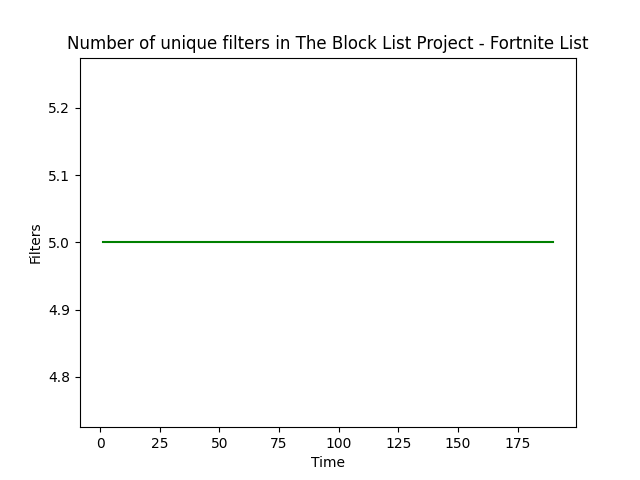 Number of unique filters in The Block List Project - Fortnite List
5.2
5.1
5.0
4.9
4.8
Filters
0 25 50 75 100 125 150 175
Time